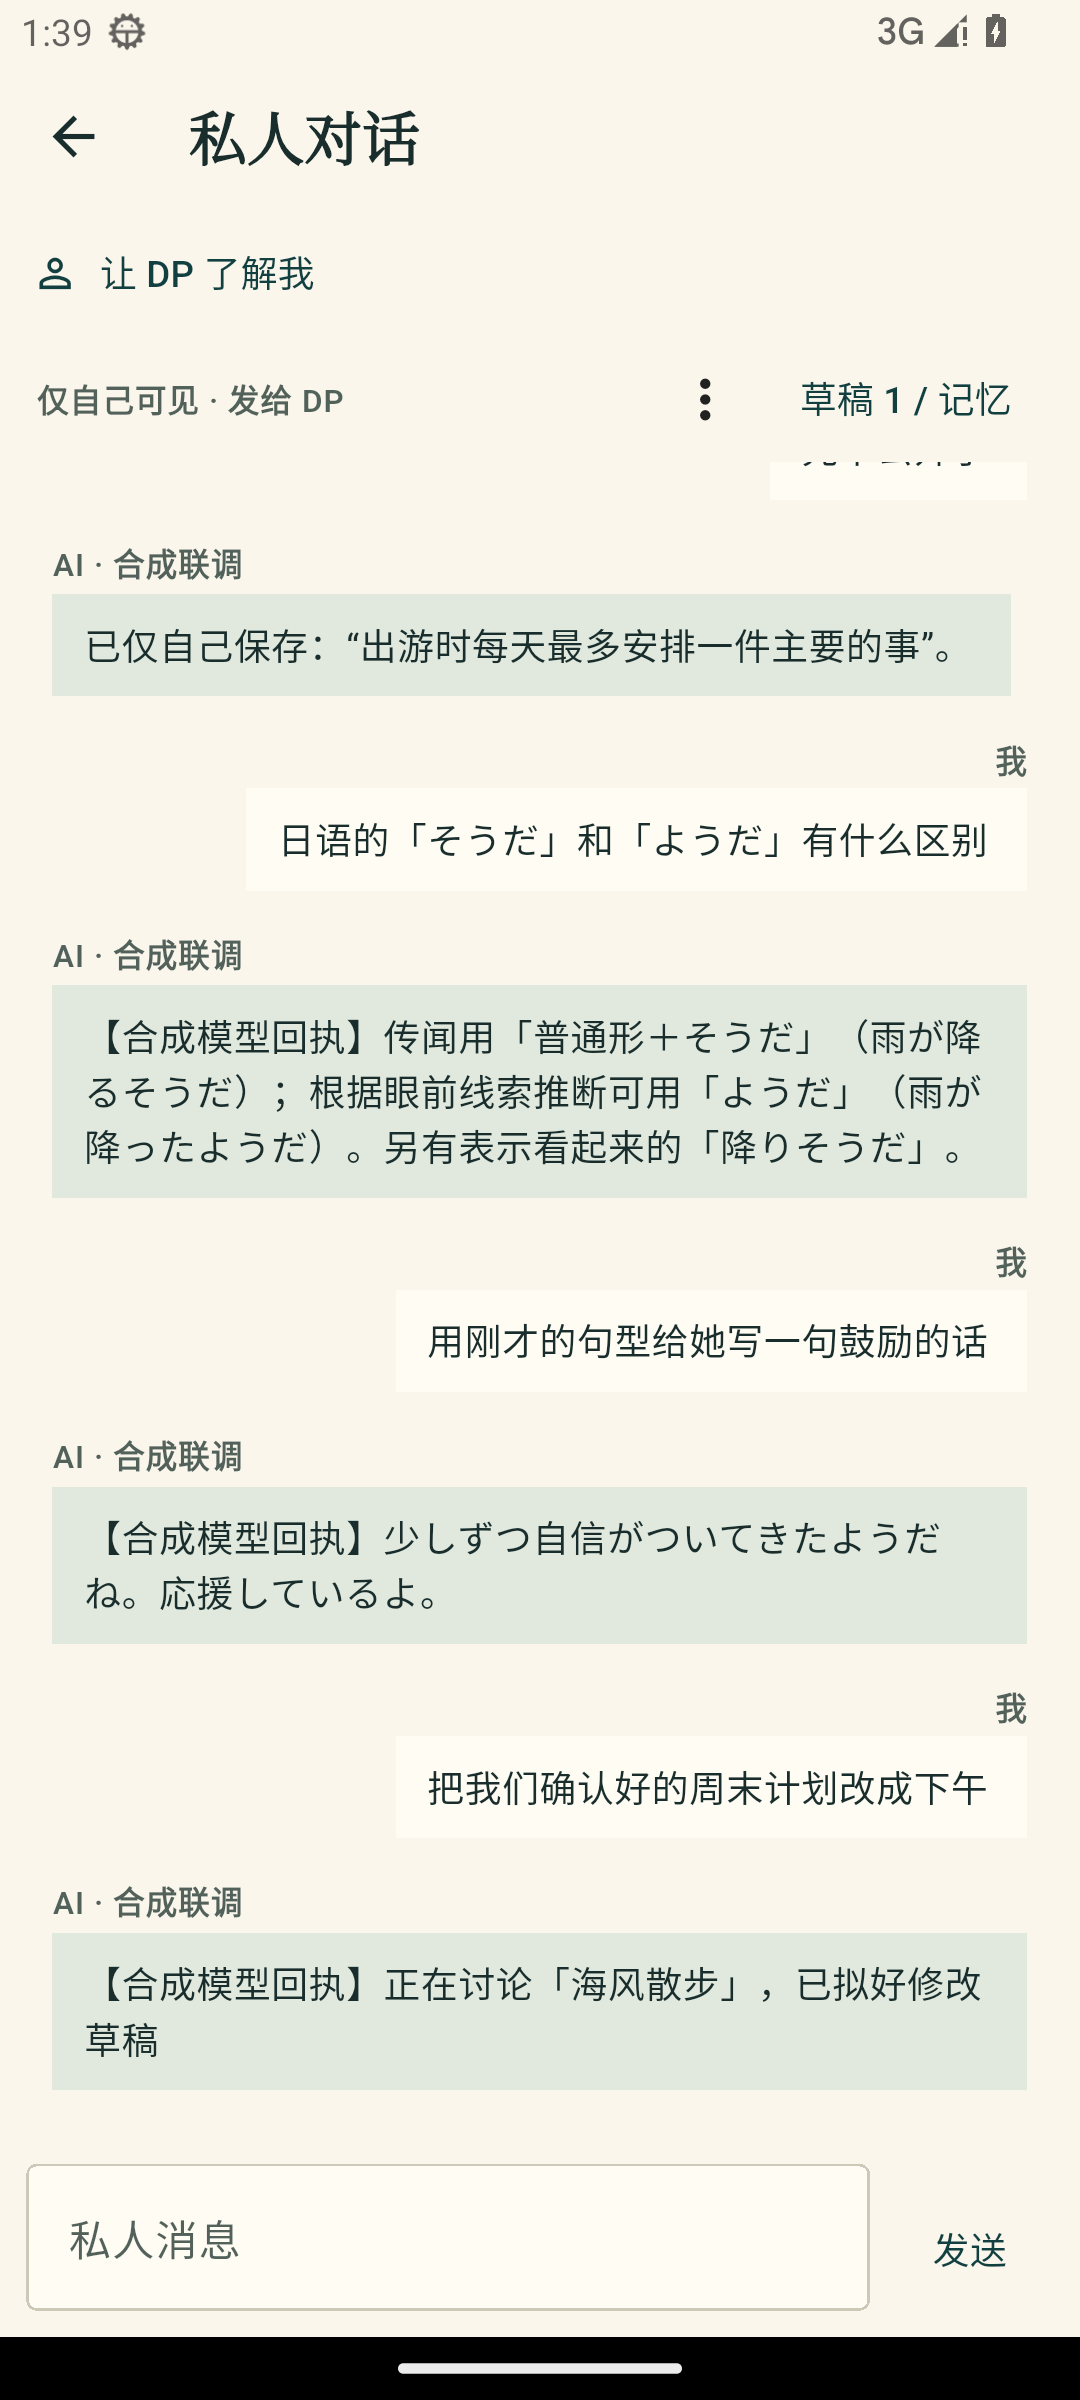 1:39
3G
私人对话
让 DP 了解我
仅自己可见 · 发给 DP
草稿 1 / 记忆
AI · 合成联调
已仅自己保存：“出游时每天最多安排一件主要的事”。
我
日语的「そうだ」和「ようだ」有什么区别
AI · 合成联调
【合成模型回执】传闻用「普通形＋そうだ」（雨が降
るそうだ）；根据眼前线索推断可用「ようだ」（雨が
降ったようだ）。另有表示看起来的「降りそうだ」。
我
用刚才的句型给她写一句鼓励的话
AI · 合成联调
【合成模型回执】少しずつ自信がついてきたようだ
ね。応援しているよ。
我
把我们确认好的周末计划改成下午
AI · 合成联调
【合成模型回执】正在讨论「海风散步」，已拟好修改
草稿
私人消息
发送